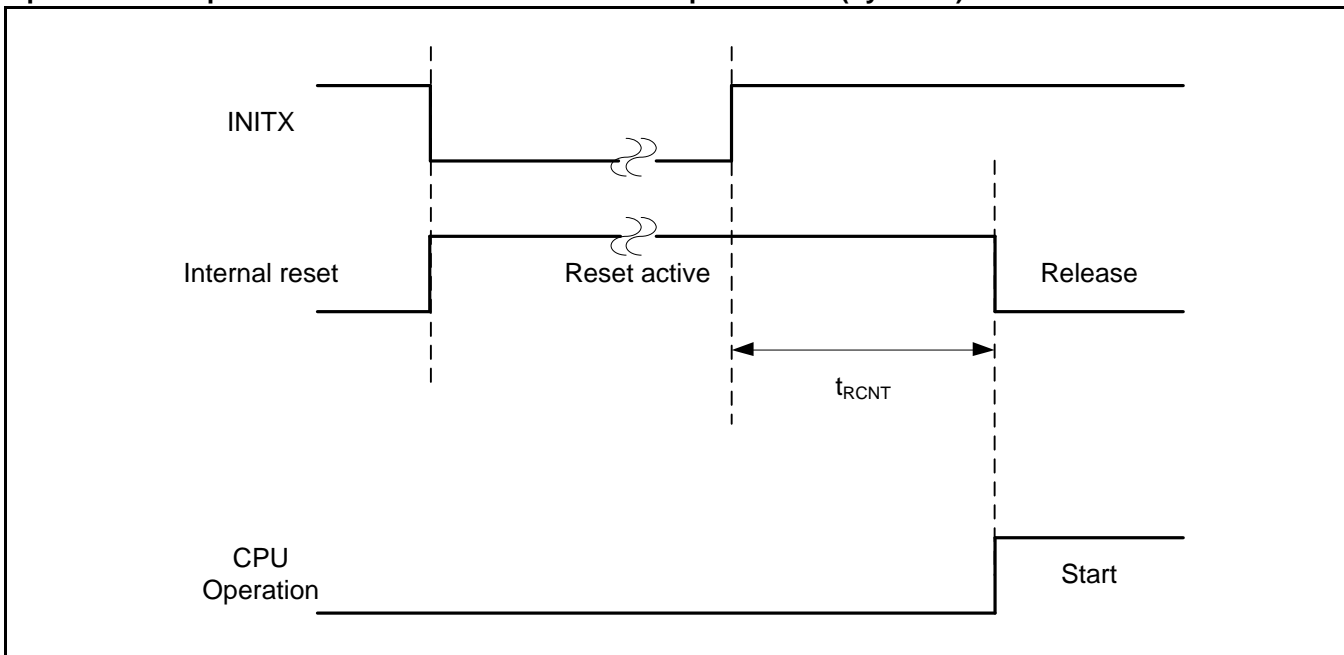 INITX
Internal reset
Reset active
Release
tRCNT
CPU
Operation
Start